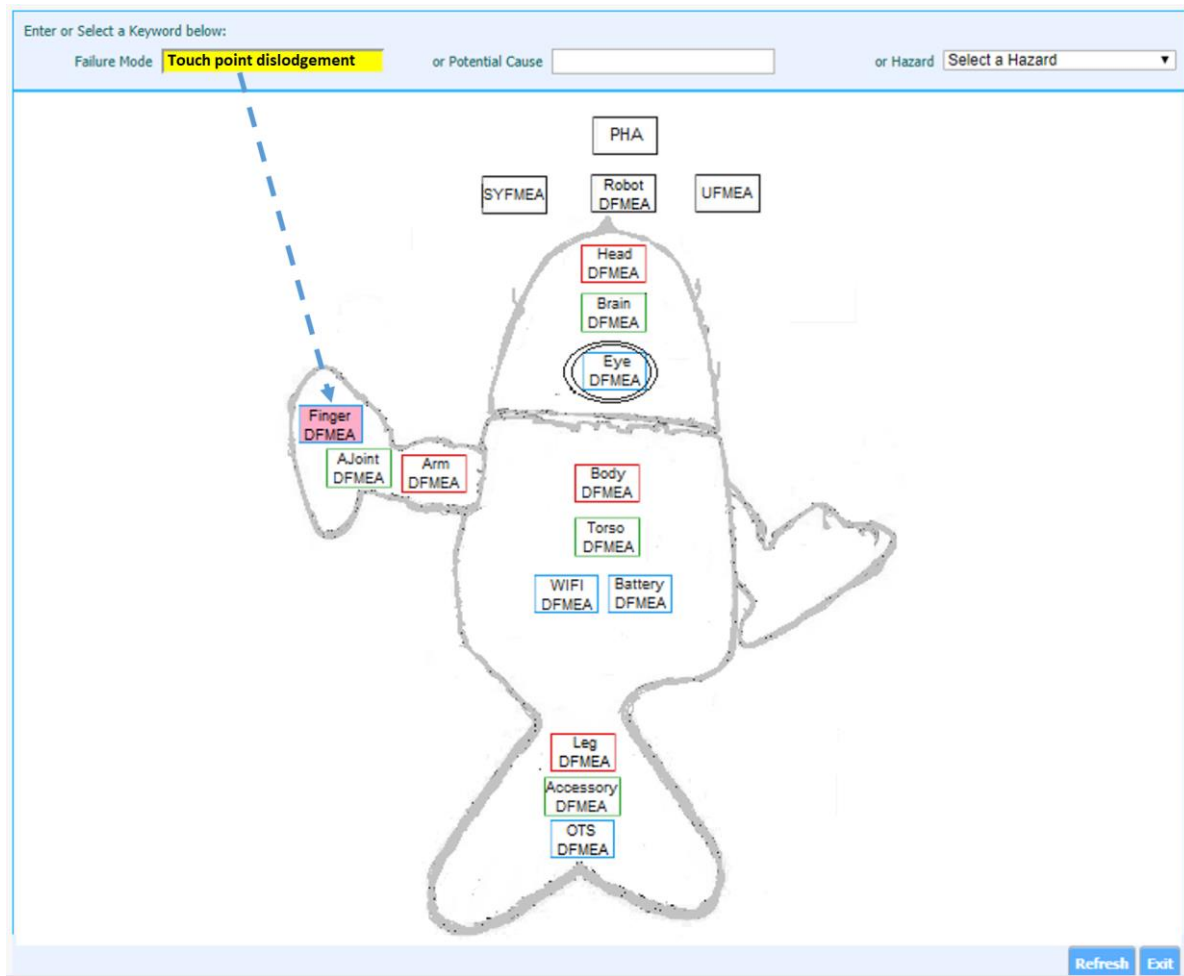 Enter or Select a Keyword below:
Failure Mode Touch point dislodgement or Potential Cause or Hazard Select a Hazard
PHA
SYFMEA
Robot
DFMEA
UFMEA
Head
DFMEA
Brain
DFMEA
Eye
DFMEA
Finger
DFMEA
AJoint
DFMEA
Arm
DFMEA
Body
DFMEA
Torso
DFMEA
WIFI
DFMEA
Battery
DFMEA
Leg
DFMEA
Accessory
DFMEA
OTS
DFMEA
Refresh Exit